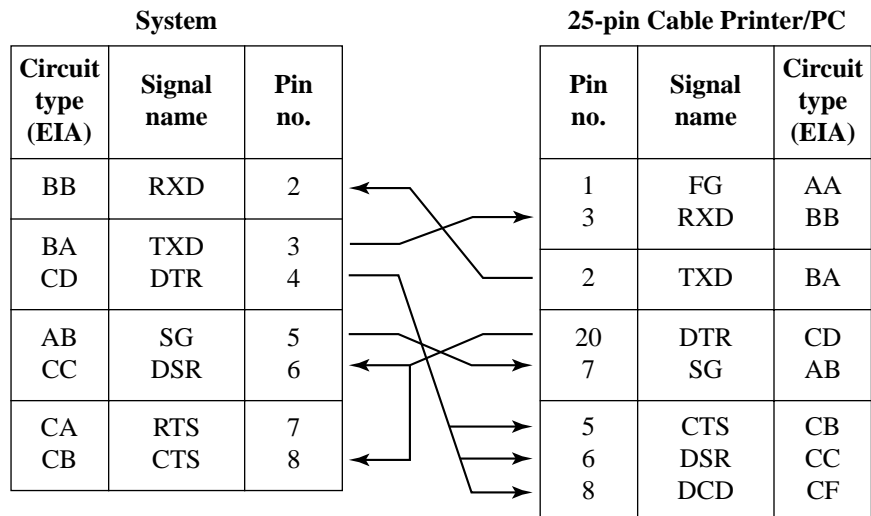 System
Circuit type (EIA) Signal name Pin no.
BB RXD 2
BA TXD 3
CD DTR 4
AB SG 5
CC DSR 6
CA RTS 7
CB CTS 8
25-pin Cable Printer/PC
Pin no. Signal name Circuit type (EIA)
1 FG AA
3 RXD BB
2 TXD BA
20 DTR CD
7 SG AB
5 CTS CB
6 DSR CC
8 DCD CF